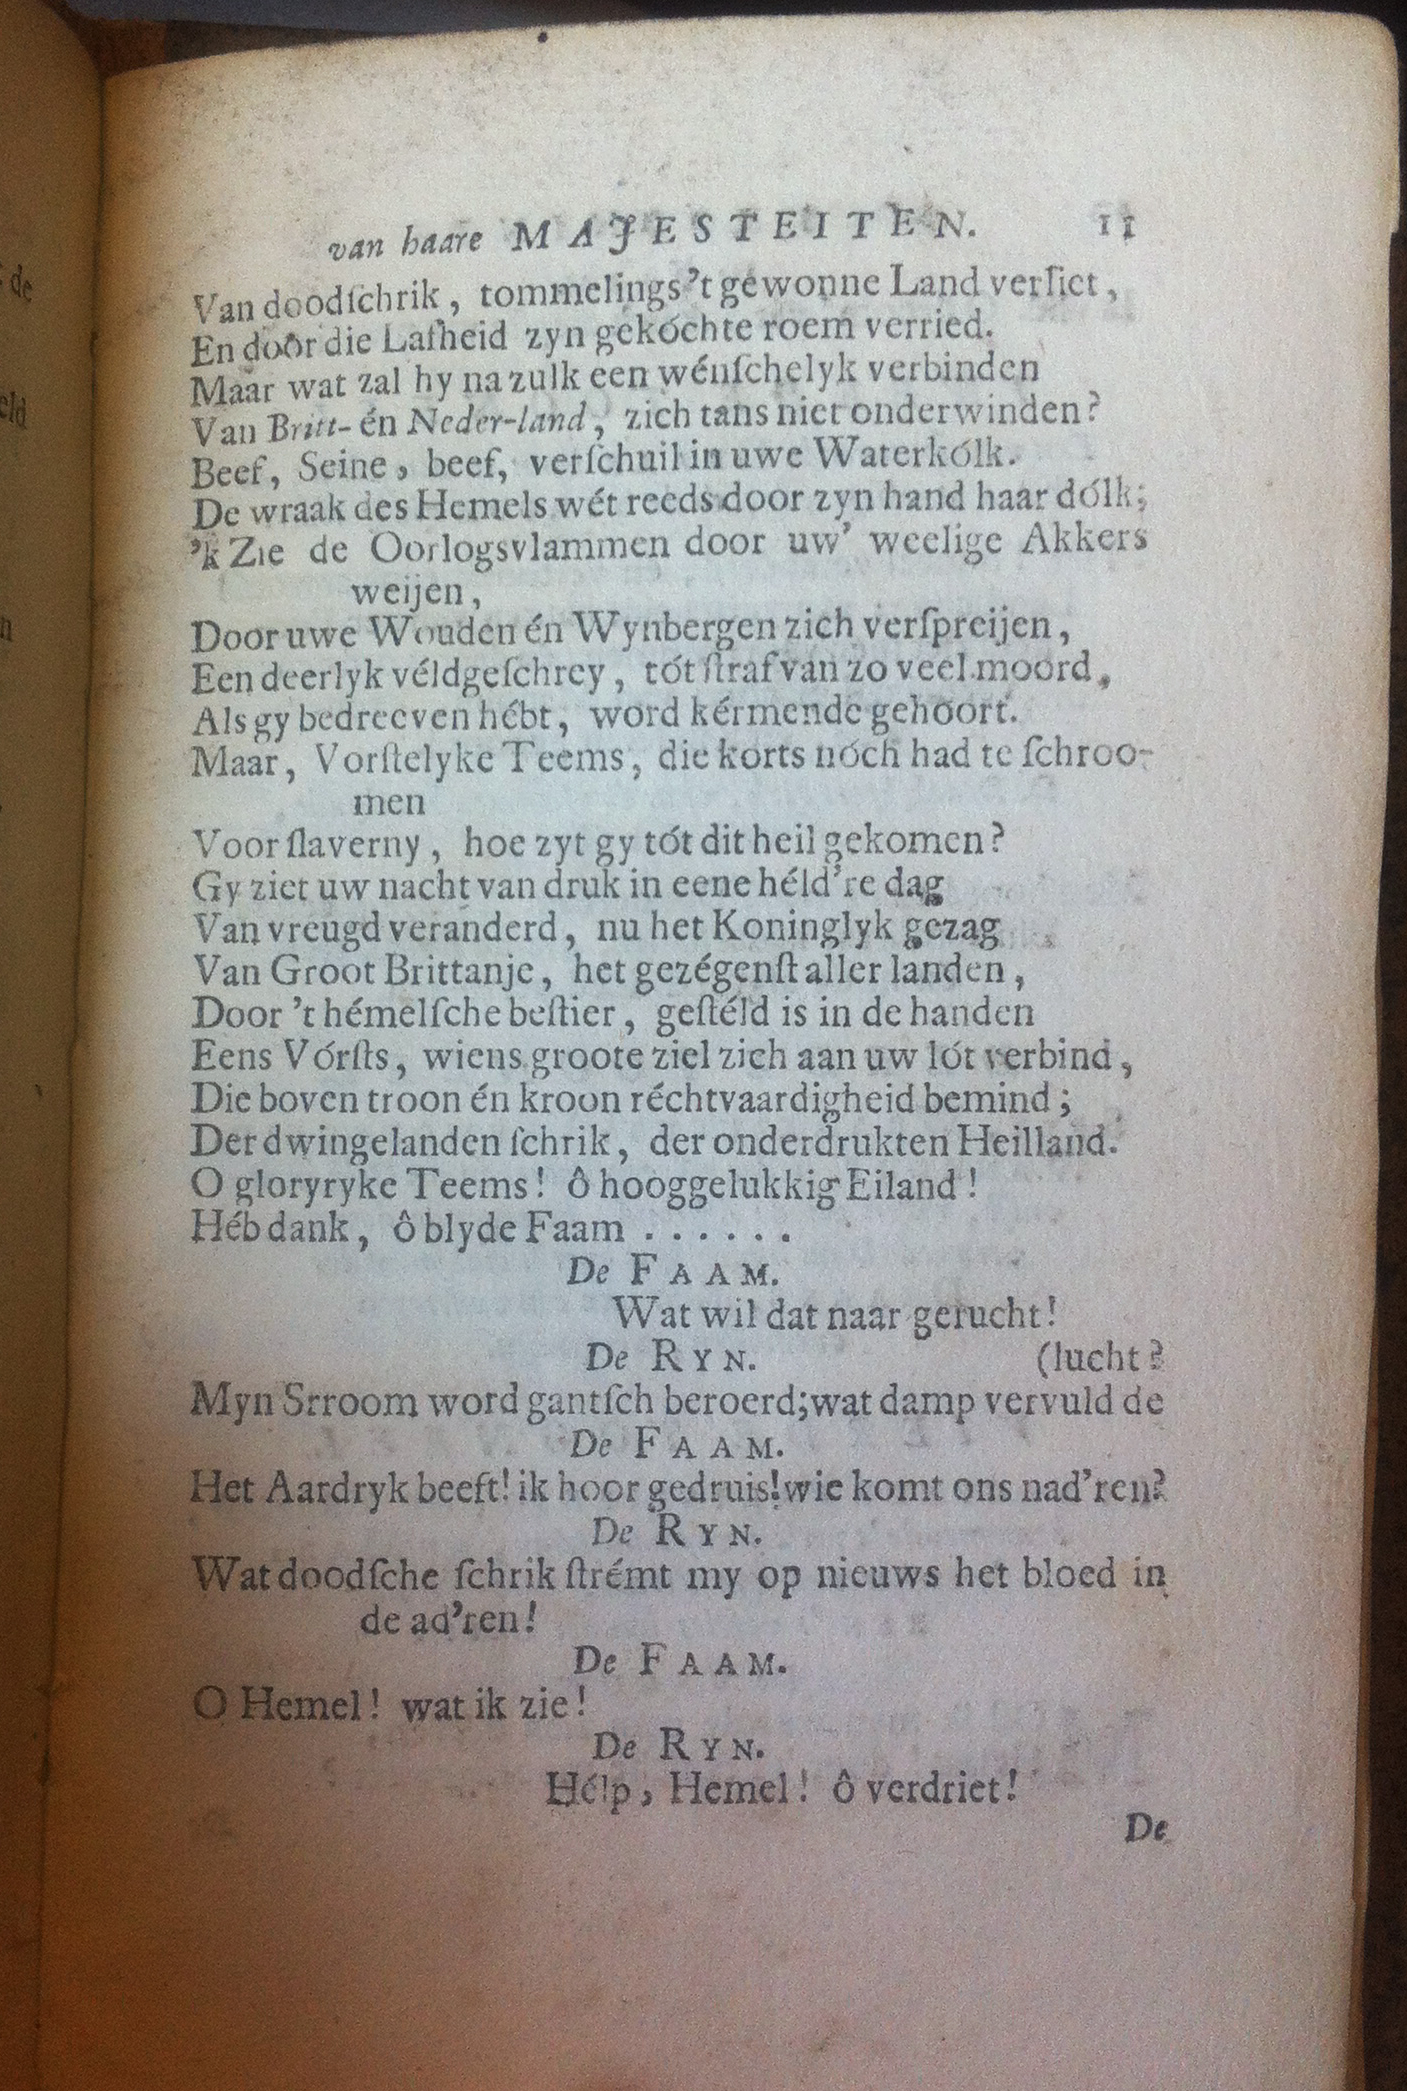 van haare MAJESTEITEN. 11
Van doodſchrik, tommelings 't gewonne Land verliet,
En door die Lafheid zyn gekóchte roem verried.
Maar wat zal hy na zulk een wénſchelyk verbinden
Van Britt- én Neder-land, zich tans niet onderwinden?
Beef, Seine, beef, verſchuil in uwe Waterkólk.
De wraak des Hemels wét reeds door zyn hand haar dólk;
'k Zie de Oorlogsvlammen door uw' weelige Akkers
weijen,
Door uwe Wouden én Wynbergen zich verſpreijen,
Een deerlyk véldgeſchrey, tót ſtraf van zo veel moord,
Als gy bedreeven hébt, word kérmende gehoort.
Maar, Vorſtelyke Teems, die korts nóch had te ſchroo-
men
Voor ſlaverny, hoe zyt gy tót dit heil gekomen?
Gy ziet uw nacht van druk in eene héld're dag
Van vreugd veranderd, nu het Koninglyk gezag
Van Groot Brittanje, het gezégenſt aller landen,
Door 't hémelſche beſtier, geſtéld is in de handen
Eens Vórſts, wiens groote ziel zich aan uw lót verbind,
Die boven troon én kroon réchtvaardigheid bemind;
Der dwingelanden ſchrik, der onderdrukten Heilland.
O gloryryke Teems! ô hooggelukkig Eiland!
Héb dank, ô blyde Faam . . . . . .
De FAAM.
Wat wil dat naar gerucht!
De RYN. (lucht?
Myn Srroom word gantſch beroerd; wat damp vervuld de
De FAAM.
Het Aardryk beeft! ik hoor gedruis! wie komt ons nad'ren?
De RYN.
Wat doodſche ſchrik ſtrémt my op nieuws het bloed in
de ad'ren!
De FAAM.
O Hemel! wat ik zie!
De RYN.
Hélp, Hemel! ô verdriet!
De